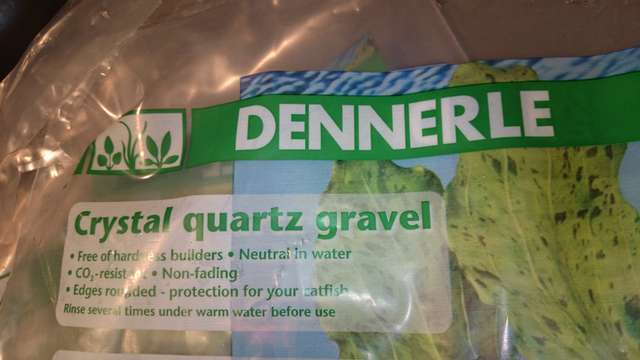 DENNERLE
Crystal quartz gravel
• Free of hardness builders • Neutral in water
• CO₂-resistant • Non-fading
• Edges rounded - protection for your catfish
Rinse several times under warm water before use